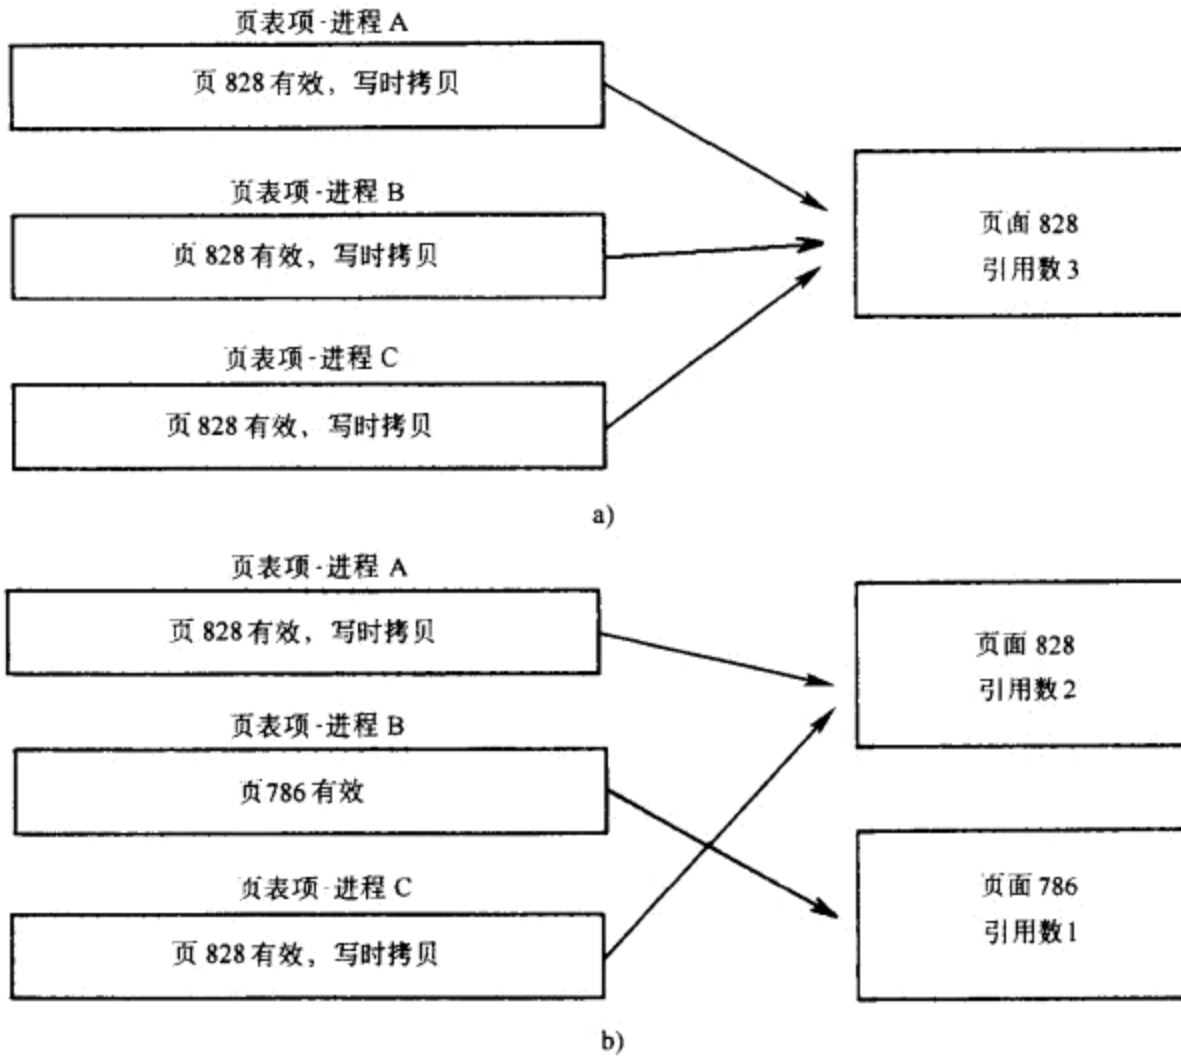 页表项-进程 A
页 828 有效，写时拷贝
页表项-进程 B
页 828 有效，写时拷贝
页表项-进程 C
页 828 有效，写时拷贝
页面 828
引用数 3
a)
页表项-进程 A
页 828 有效，写时拷贝
页表项-进程 B
页786 有效
页表项-进程 C
页 828 有效，写时拷贝
页面 828
引用数 2
页面 786
引用数 1
b)